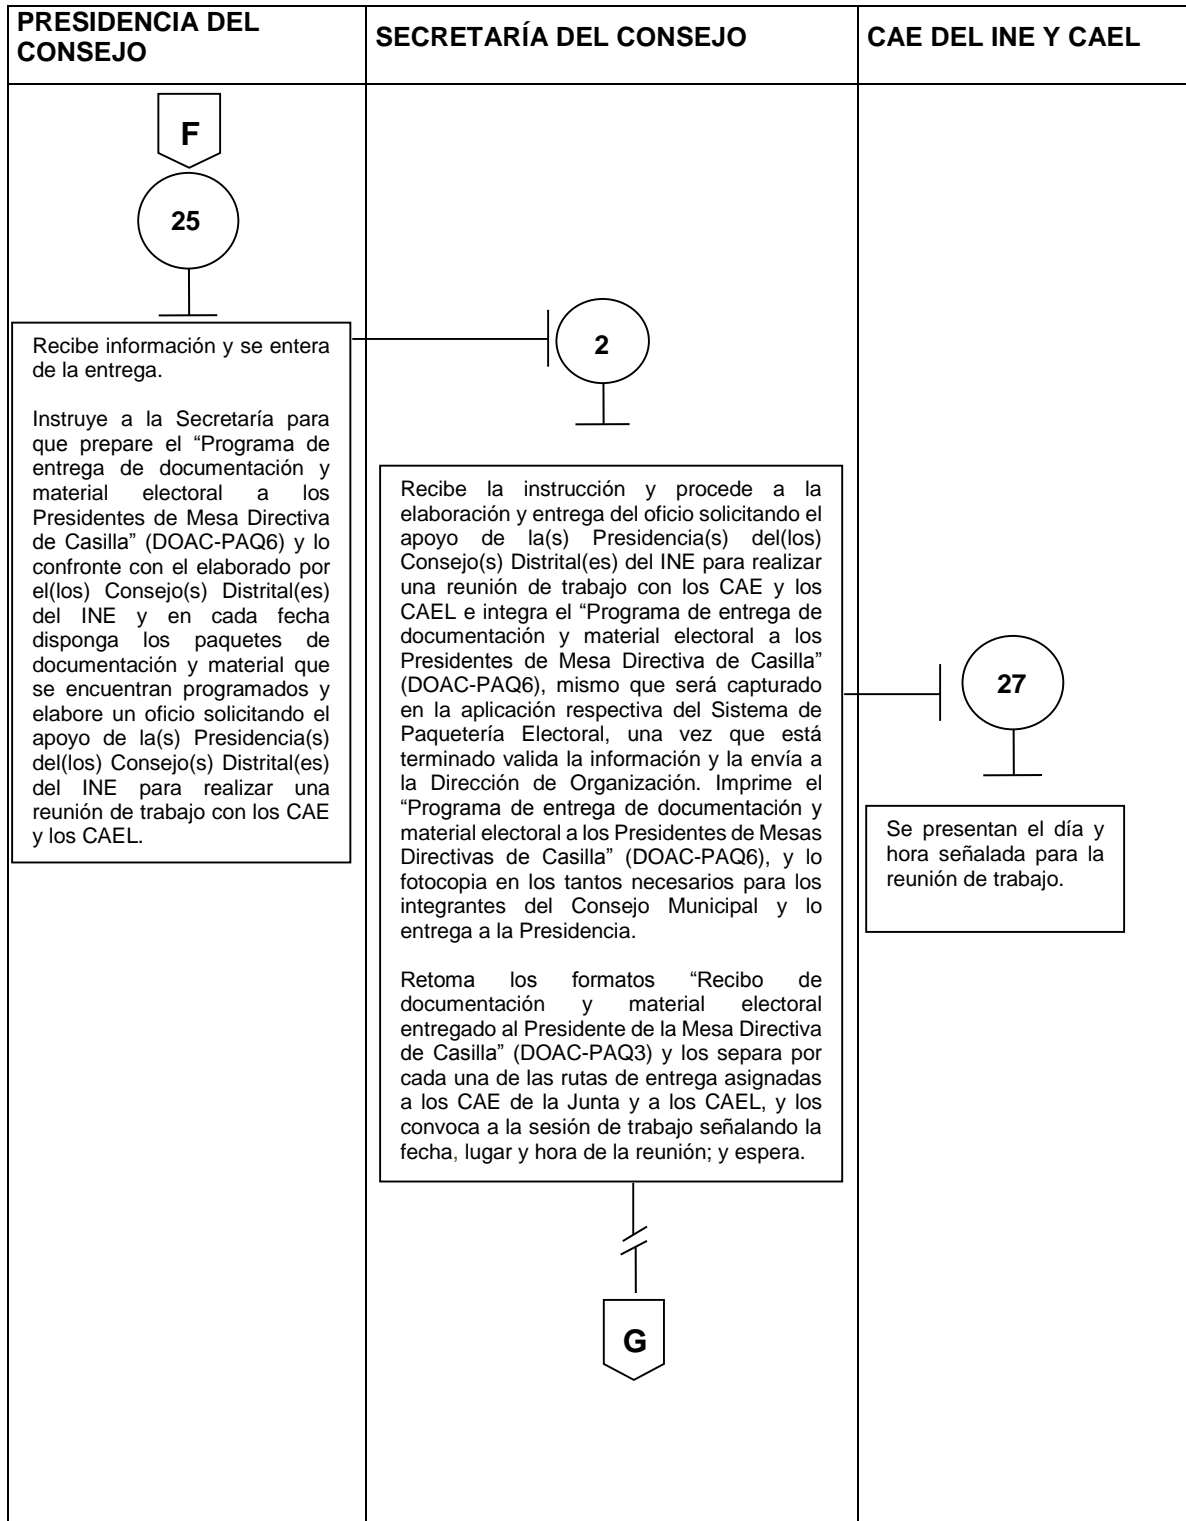 PRESIDENCIA DEL
CONSEJO
SECRETARÍA DEL CONSEJO
CAE DEL INE Y CAEL
F
25
Recibe información y se entera
de la entrega.
Instruye a la Secretaría para
que prepare el “Programa de
entrega de documentación y
material electoral a los
Presidentes de Mesa Directiva
de Casilla” (DOAC-PAQ6) y lo
confronte con el elaborado por
el(los) Consejo(s) Distrital(es)
del INE y en cada fecha
disponga los paquetes de
documentación y material que
se encuentran programados y
elabore un oficio solicitando el
apoyo de la(s) Presidencia(s)
del(los) Consejo(s) Distrital(es)
del INE para realizar una
reunión de trabajo con los CAE
y los CAEL.
2
Recibe la instrucción y procede a la
elaboración y entrega del oficio solicitando el
apoyo de la(s) Presidencia(s) del(los)
Consejo(s) Distrital(es) del INE para realizar
una reunión de trabajo con los CAE y los
CAEL e integra el “Programa de entrega de
documentación y material electoral a los
Presidentes de Mesa Directiva de Casilla”
(DOAC-PAQ6), mismo que será capturado
en la aplicación respectiva del Sistema de
Paquetería Electoral, una vez que está
terminado valida la información y la envía a
la Dirección de Organización. Imprime el
“Programa de entrega de documentación y
material electoral a los Presidentes de Mesas
Directivas de Casilla” (DOAC-PAQ6), y lo
fotocopia en los tantos necesarios para los
integrantes del Consejo Municipal y lo
entrega a la Presidencia.
Retoma los formatos “Recibo de
documentación y material electoral
entregado al Presidente de la Mesa Directiva
de Casilla” (DOAC-PAQ3) y los separa por
cada una de las rutas de entrega asignadas
a los CAE de la Junta y a los CAEL, y los
convoca a la sesión de trabajo señalando la
fecha, lugar y hora de la reunión; y espera.
G
27
Se presentan el día y
hora señalada para la
reunión de trabajo.